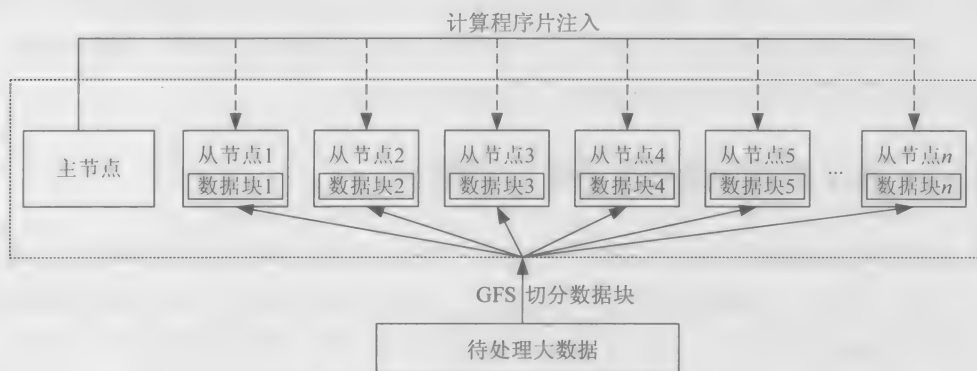 计算程序片注入
主节点
从节点1
数据块1
从节点2
数据块2
从节点3
数据块3
从节点4
数据块4
从节点5
数据块5
...
从节点n
数据块n
GFS 切分数据块
待处理大数据